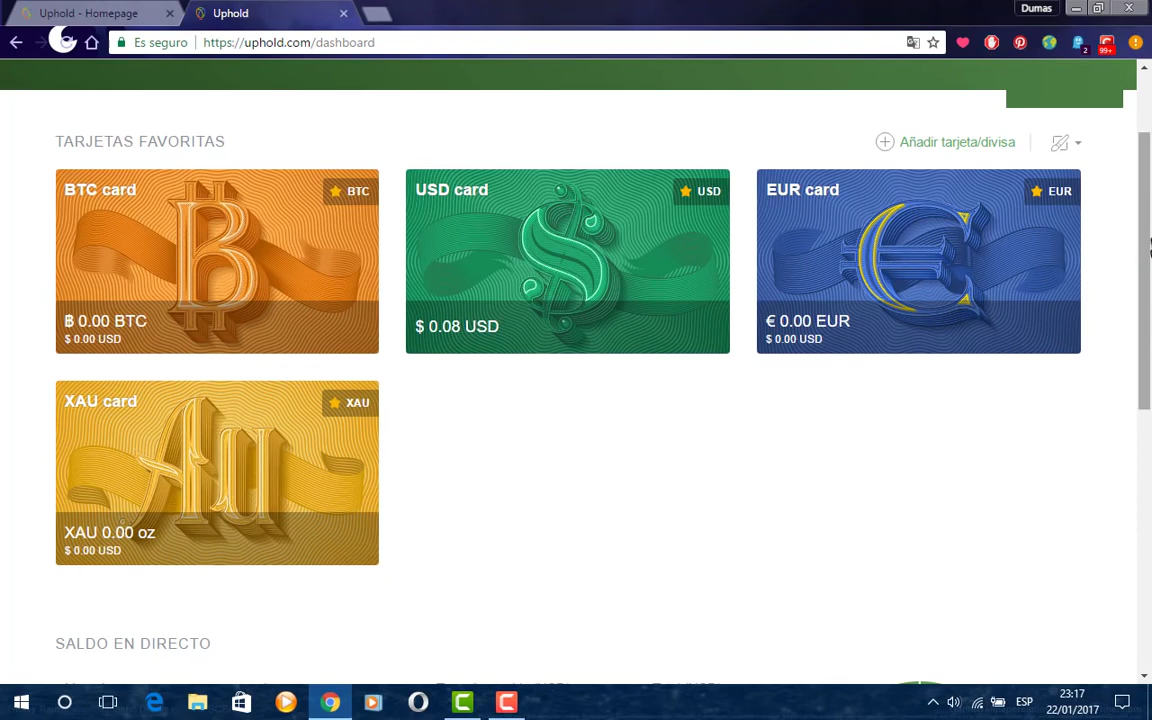 Uphold - Homepage
Uphold
Dumas
Es seguro
https://uphold.com/dashboard
2
99+
TARJETAS FAVORITAS
Añadir tarjeta/divisa
BTC card
BTC
฿ 0.00 BTC
$ 0.00 USD
USD card
USD
$ 0.08 USD
EUR card
EUR
€ 0.00 EUR
$ 0.00 USD
XAU card
XAU
Au
XAU 0.00 oz
$ 0.00 USD
SALDO EN DIRECTO
ESP
23:17
22/01/2017